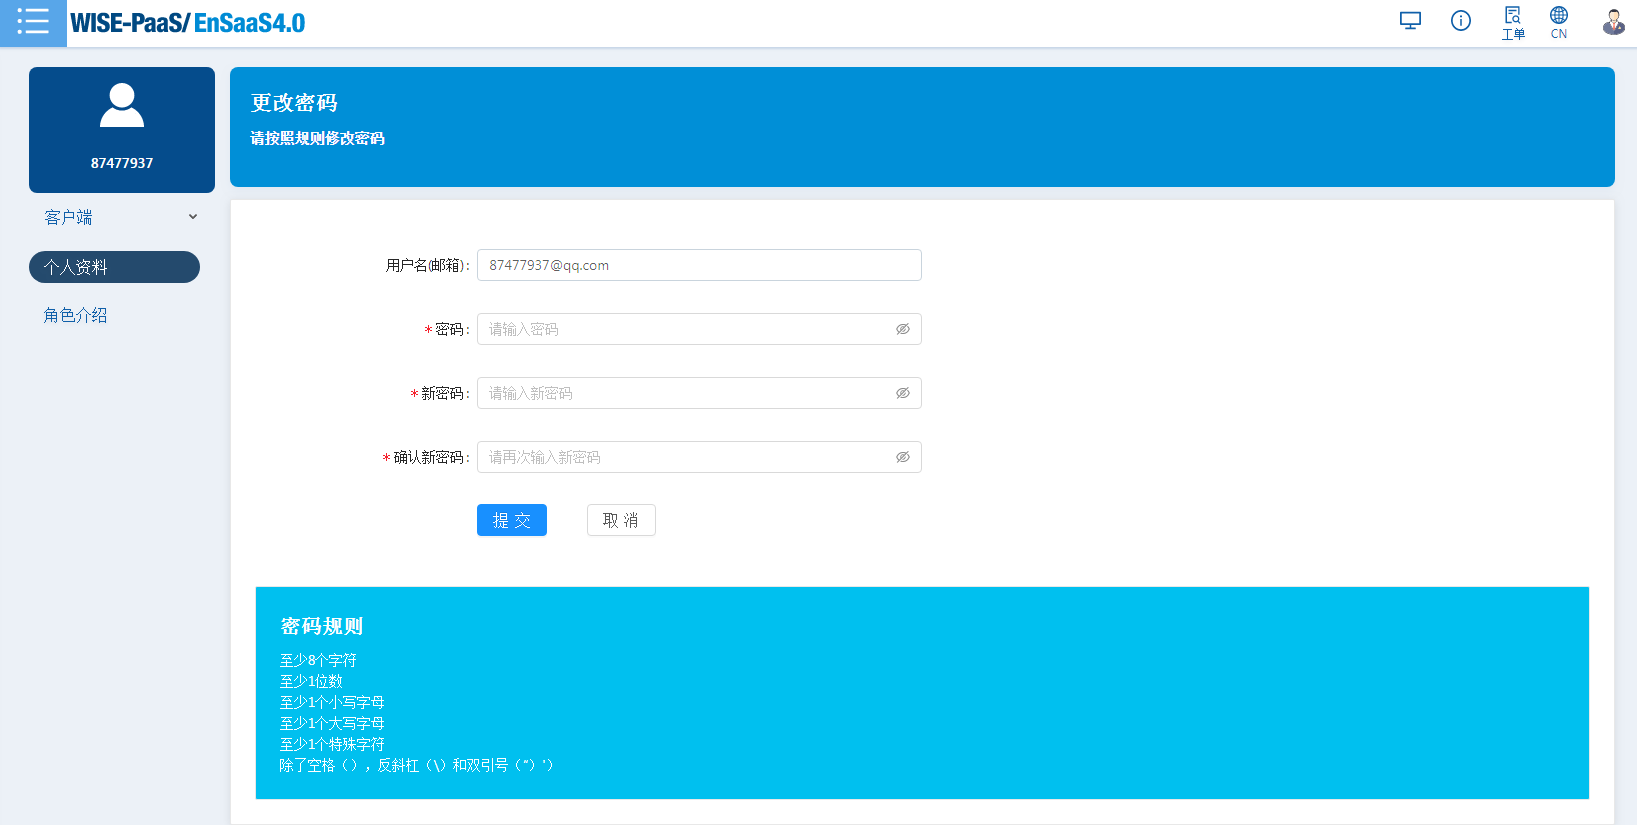 WISE-PaaS/ EnSaaS4.0
工单
CN
87477937
客户端
个人资料
角色介绍
更改密码
请按照规则修改密码
用户名(邮箱): 87477937@qq.com
*密码: 请输入密码
*新密码: 请输入新密码
*确认新密码: 请再次输入新密码
提 交 取 消
密码规则
至少8个字符
至少1位数
至少1个小写字母
至少1个大写字母
至少1个特殊字符
除了空格（），反斜杠（\）和双引号（“）'）